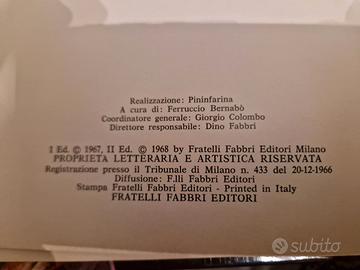 Realizzazione: Pininfarina
A cura di: Ferruccio Bernabò
Coordinatore generale: Giorgio Colombo
Direttore responsabile: Dino Fabbri
I Ed. © 1967, II Ed. © 1968 by Fratelli Fabbri Editori Milano
PROPRIETA LETTERARIA E ARTISTICA RISERVATA
Registrazione presso il Tribunale di Milano n. 433 del 20-12-1966
Diffusione: F.lli Fabbri Editori
Stampa Fratelli Fabbri Editori - Printed in Italy
FRATELLI FABBRI EDITORI
subito